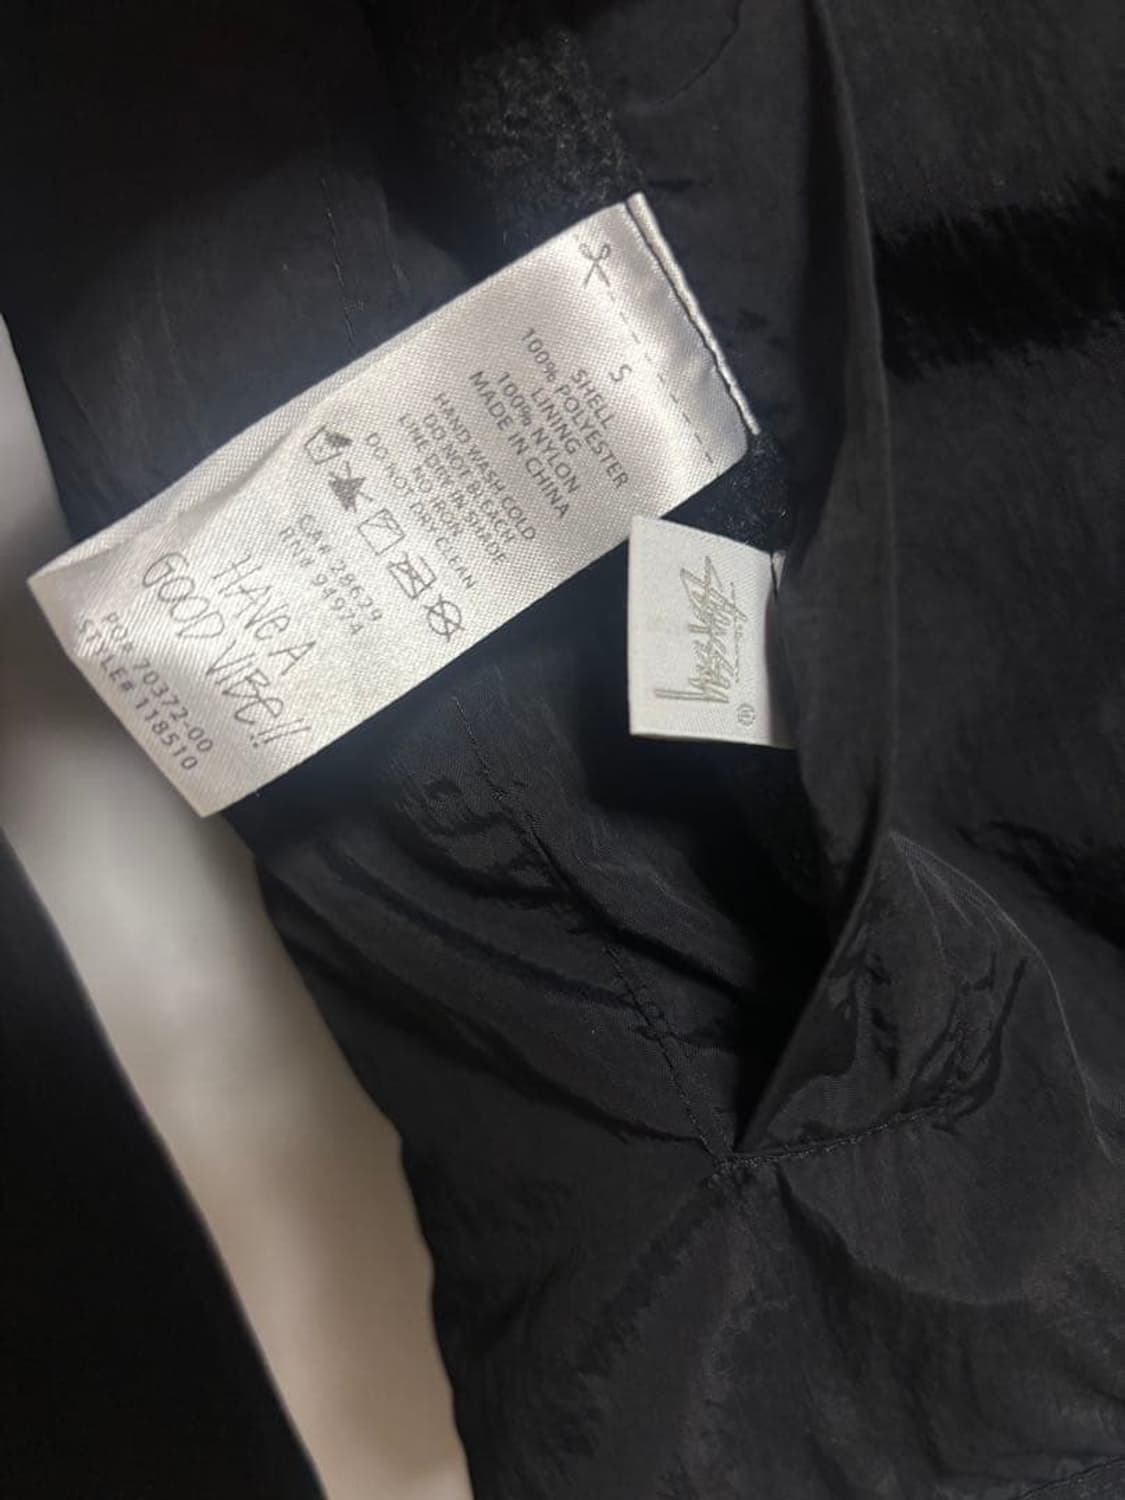 S
SHELL
100% POLYESTER
LINING
100% NYLON
MADE IN CHINA
HAND WASH COLD
DO NOT BLEACH
LINE DRY IN SHADE
NO IRON
DO NOT DRY CLEAN
CA# 28629
RN# 94974
HAVE A
GOOD VIBE!!
PO# 70372-00
STYLE# 118510
Stüssy
®